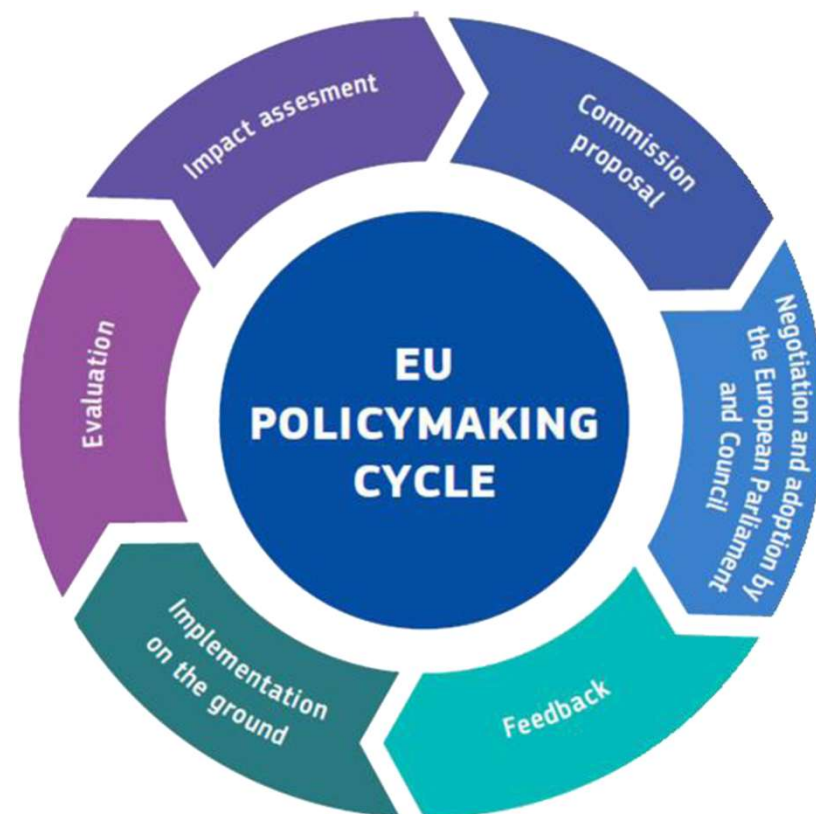 EU
POLICYMAKING
CYCLE
Impact assesment
Commission
proposal
Negotiation and adoption by
the European Parliament
and Council
Feedback
Implementation
on the ground
Evaluation